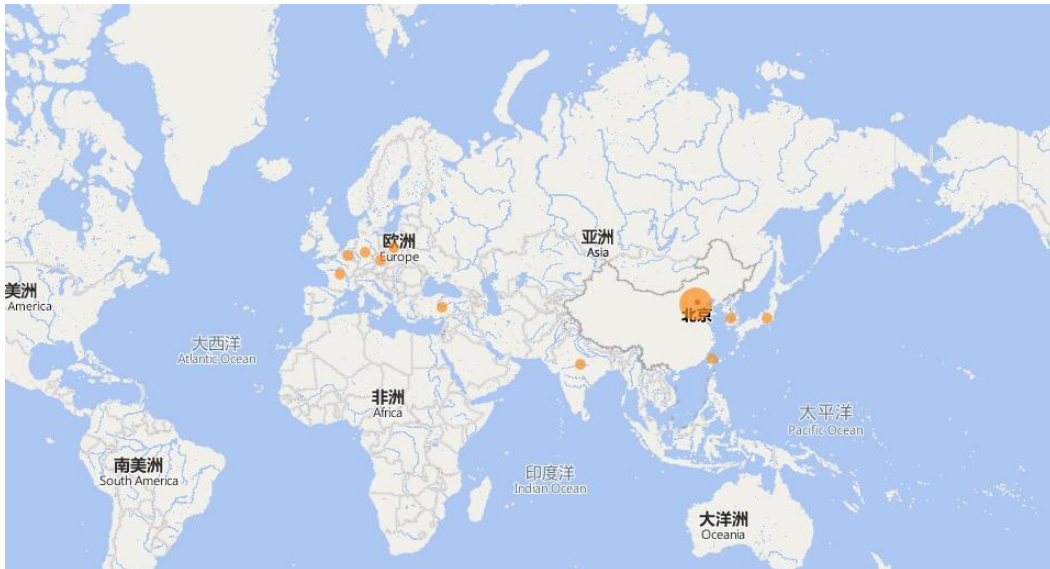 欧洲
Europe
亚洲
Asia
美洲
America
北京
大西洋
Atlantic Ocean
非洲
Africa
太平洋
Pacific Ocean
南美洲
South America
印度洋
Indian Ocean
大洋洲
Oceania